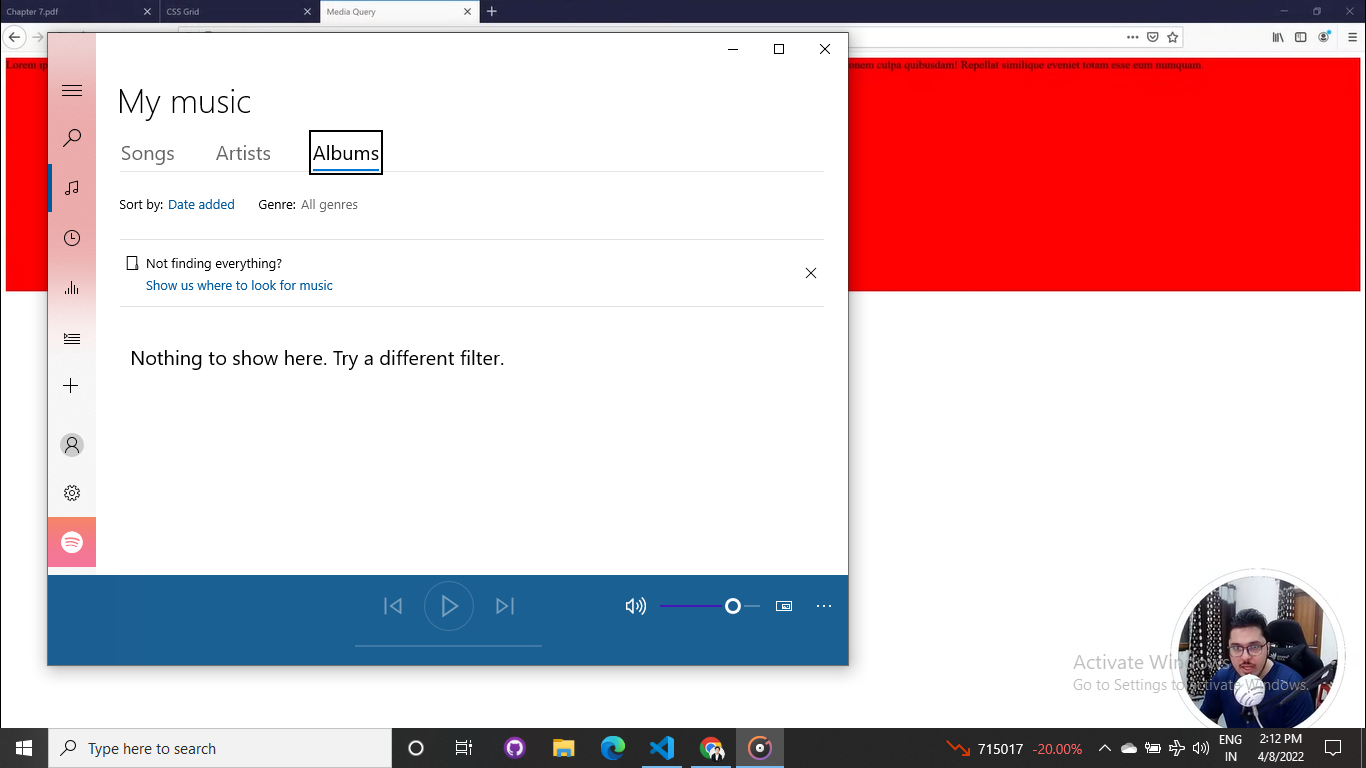 Chapter 7.pdf
CSS Grid
Media Query
Lorem ip
onem culpa quibusdam! Repellat similique eveniet totam esse eum numquam
My music
Songs
Artists
Albums
Sort by: Date added
Genre: All genres
Not finding everything?
Show us where to look for music
Nothing to show here. Try a different filter.
Activate Windows
Go to Settings to activate Windows.
Type here to search
715017 -20.00%
ENG
IN
2:12 PM
4/8/2022